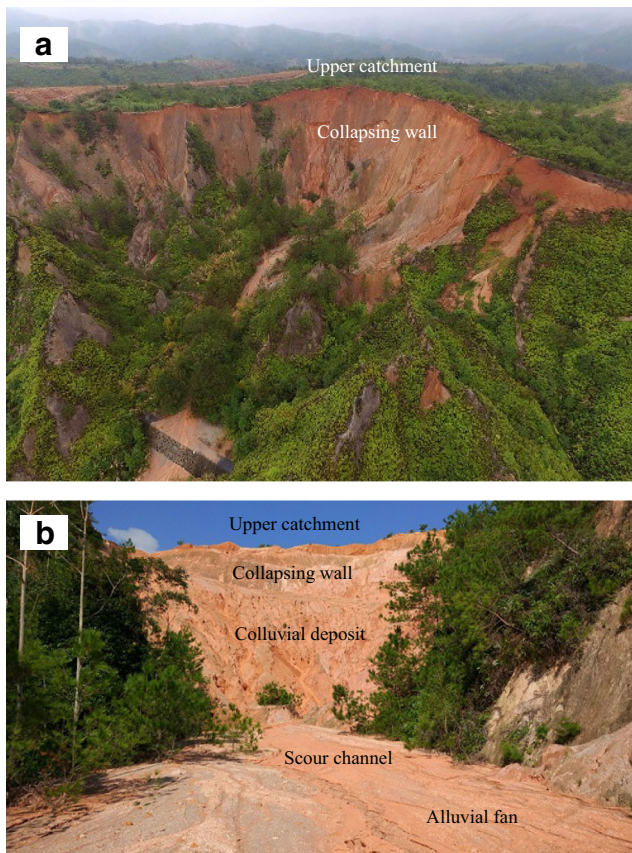 a
Upper catchment
Collapsing wall
b
Upper catchment
Collapsing wall
Colluvial deposit
Scour channel
Alluvial fan